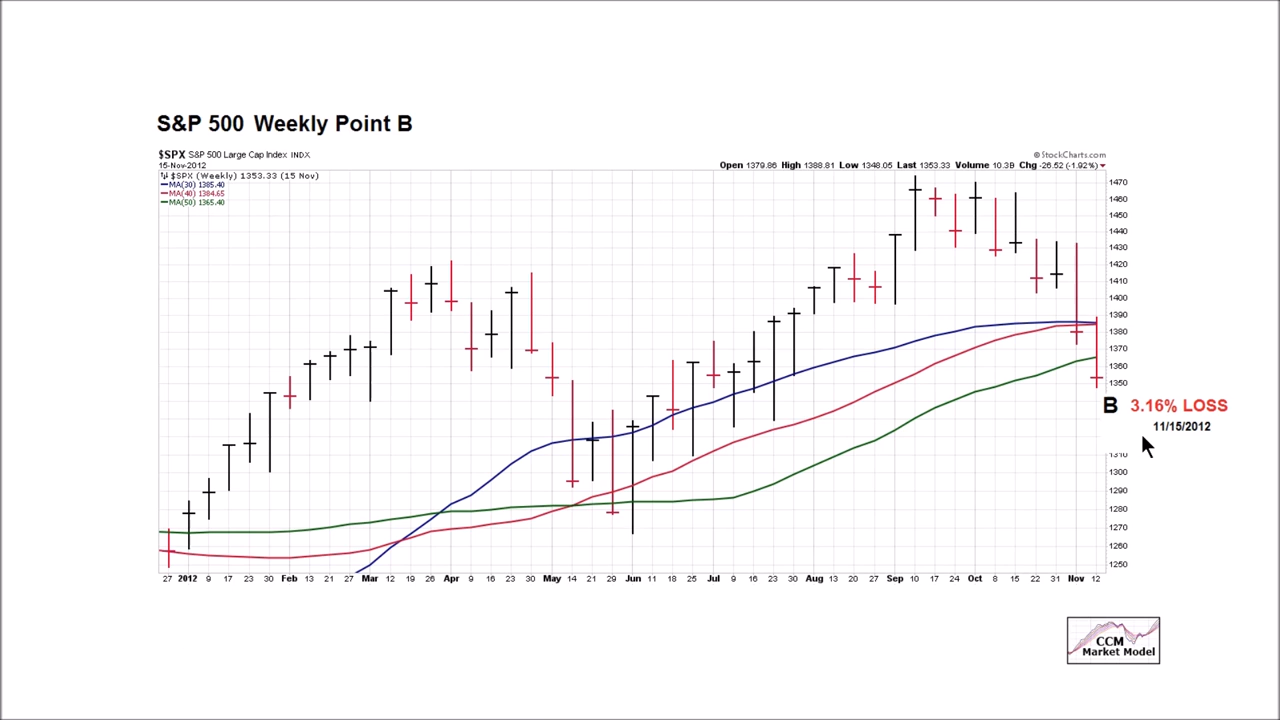 S&P 500 Weekly Point B
$SPX S&P 500 Large Cap Index INDX
© StockCharts.com
15-Nov-2012
Open 1379.86 High 1388.81 Low 1348.05 Last 1353.33 Volume 10.3B Chg -26.52 (-1.92%)
$SPX (Weekly) 1353.33 (15 Nov)
MA(30) 1385.40
MA(40) 1384.65
MA(50) 1365.40
1470
1460
1450
1440
1430
1420
1410
1400
1390
1380
1370
1360
1350
B 3.16% LOSS
11/15/2012
1310
1300
1290
1280
1270
1260
1250
27 2012 9 17 23 30 Feb 13 21 27 Mar 12 19 26 Apr 9 16 23 30 May 14 21 29 Jun 11 18 25 Jul 9 16 23 30 Aug 13 20 27 Sep 10 17 24 Oct 8 15 22 31 Nov 12
CCM
Market Model